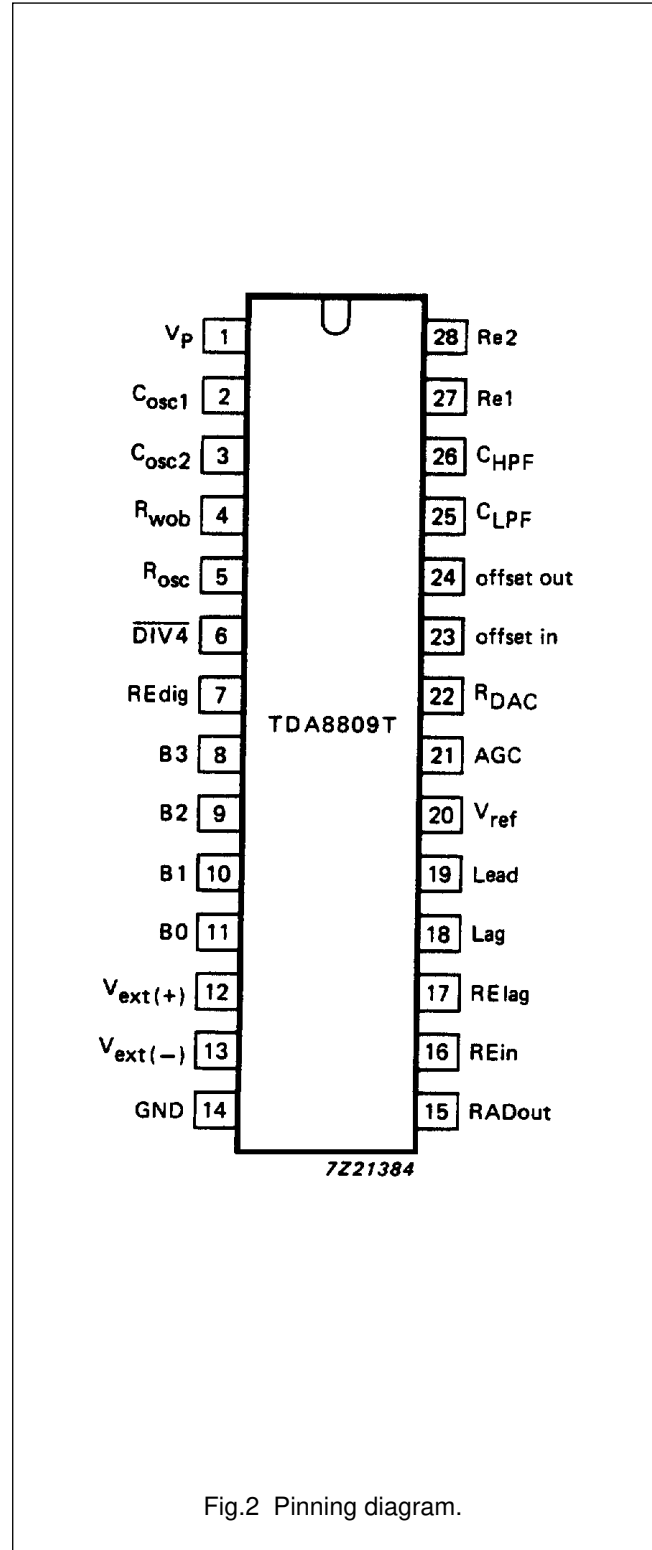 V_P 1 28 Re2
C_osc1 2 27 Re1
C_osc2 3 26 C_HPF
R_wob 4 25 C_LPF
R_osc 5 24 offset out
D̅I̅V̅4̅ 6 23 offset in
REdig 7 22 R_DAC
TDA8809T
B3 8 21 AGC
B2 9 20 V_ref
B1 10 19 Lead
B0 11 18 Lag
V_ext(+) 12 17 RElag
V_ext(−) 13 16 REin
GND 14 15 RADout
7Z21384
Fig.2 Pinning diagram.